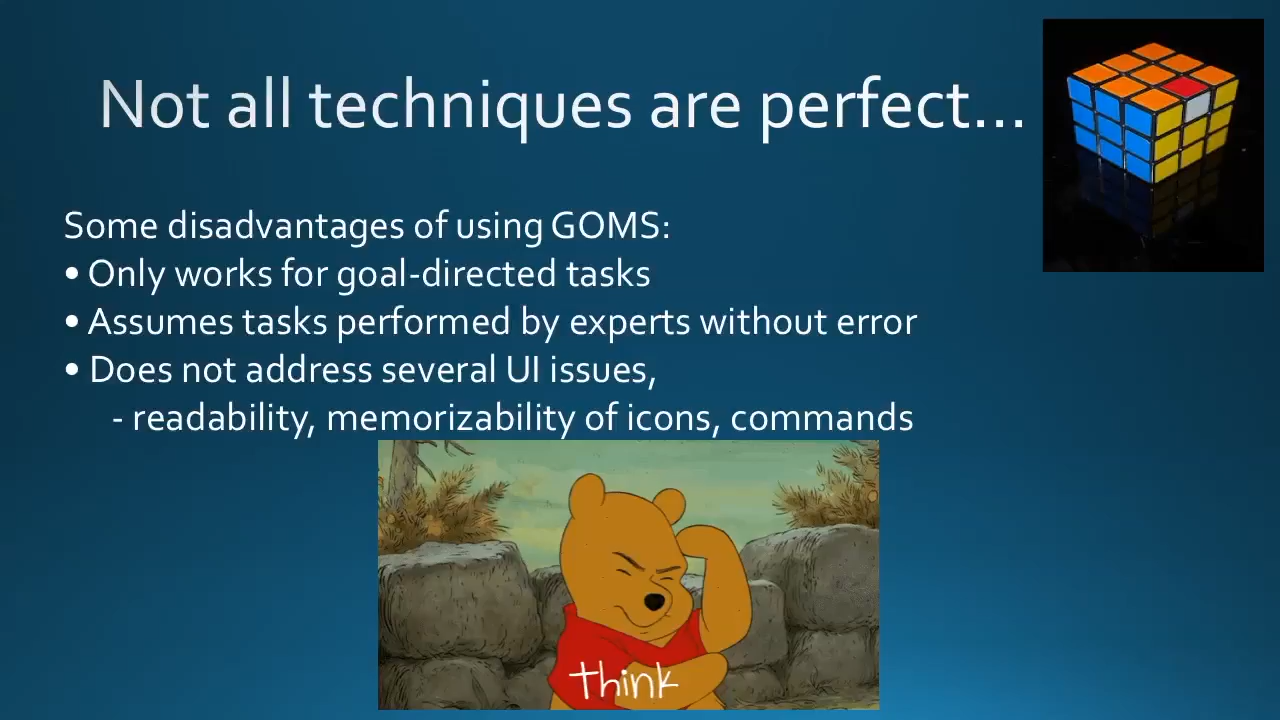 Not all techniques are perfect...
Some disadvantages of using GOMS:
• Only works for goal-directed tasks
• Assumes tasks performed by experts without error
• Does not address several UI issues,
- readability, memorizability of icons, commands
think